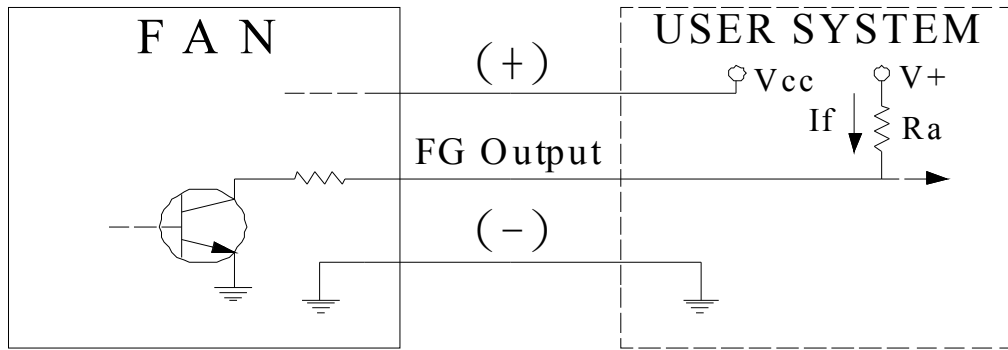 F A N
USER SYSTEM
(+)
Vcc
V+
If
Ra
FG Output
(-)